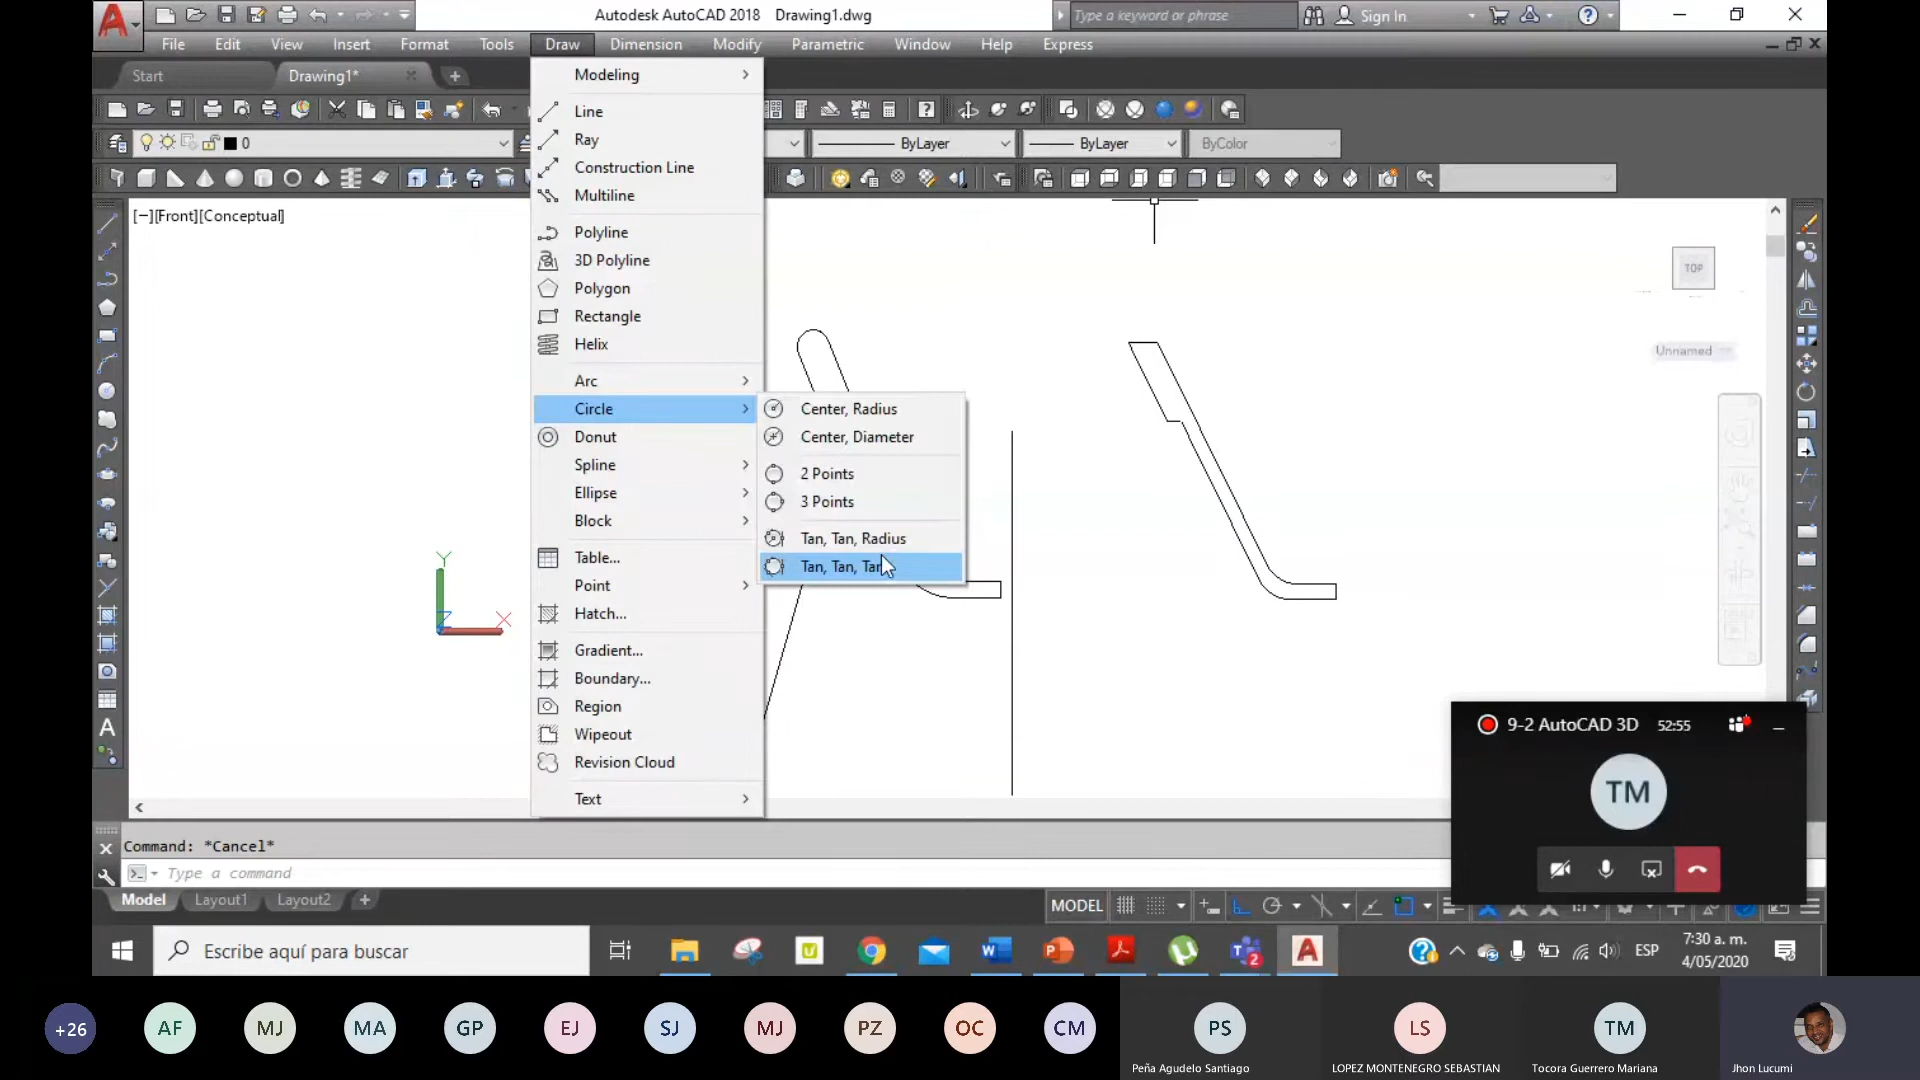 Autodesk AutoCAD 2018 Drawing1.dwg
Type a keyword or phrase
Sign In
File Edit View Insert Format Tools Draw Dimension Modify Parametric Window Help Express
Start
Drawing1*
0
ByLayer
ByLayer
ByColor
[−][Front][Conceptual]
Modeling
Line
Ray
Construction Line
Multiline
Polyline
3D Polyline
Polygon
Rectangle
Helix
Arc
Circle
Donut
Spline
Ellipse
Block
Table...
Point
Hatch...
Gradient...
Boundary...
Region
Wipeout
Revision Cloud
Text
Center, Radius
Center, Diameter
2 Points
3 Points
Tan, Tan, Radius
Tan, Tan, Tan
TOP
Unnamed
Y
Z
X
A
9-2 AutoCAD 3D 52:55
TM
Command: *Cancel*
Type a command
Model Layout1 Layout2
MODEL
Escribe aquí para buscar
ESP
7:30 a. m.
4/05/2020
+26 AF MJ MA GP EJ SJ MJ PZ OC CM PS LS TM
Peña Agudelo Santiago
LOPEZ MONTENEGRO SEBASTIAN
Tocora Guerrero Mariana
Jhon Lucumi